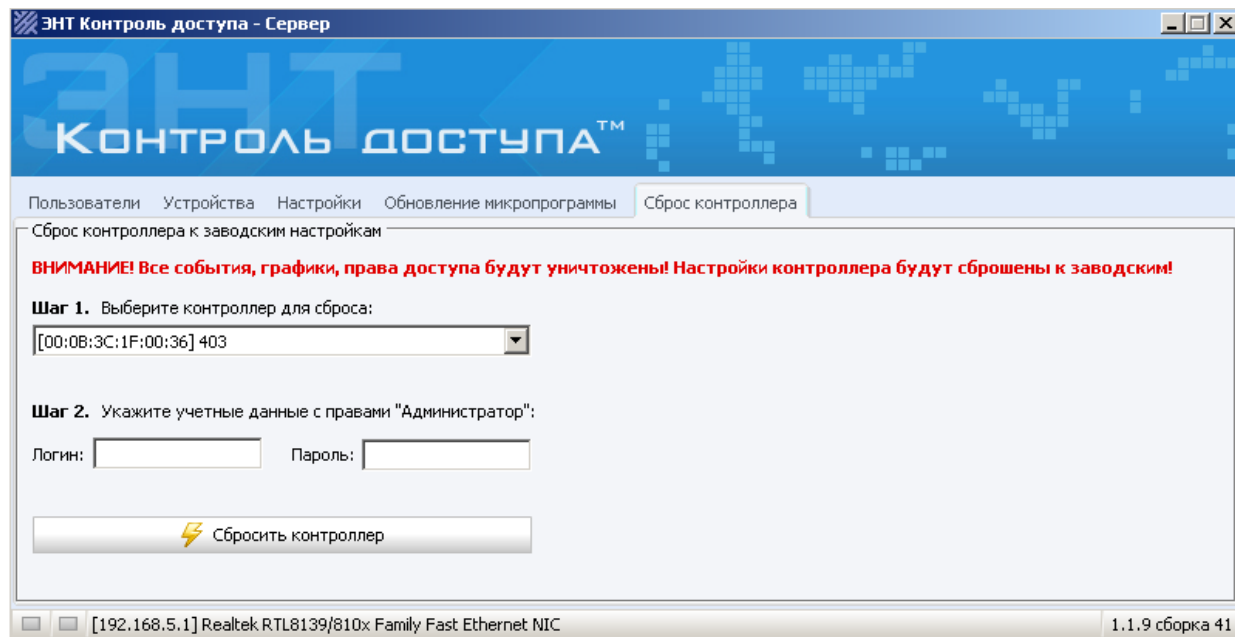 ЭНТ Контроль доступа - Сервер
ЭНТ
Контроль доступа™
Пользователи Устройства Настройки Обновление микропрограммы Сброс контроллера
Сброс контроллера к заводским настройкам
ВНИМАНИЕ! Все события, графики, права доступа будут уничтожены! Настройки контроллера будут сброшены к заводским!
Шаг 1. Выберите контроллер для сброса:
[00:0B:3C:1F:00:36] 403
Шаг 2. Укажите учетные данные с правами "Администратор":
Логин: Пароль:
Сбросить контроллер
[192.168.5.1] Realtek RTL8139/810x Family Fast Ethernet NIC 1.1.9 сборка 41